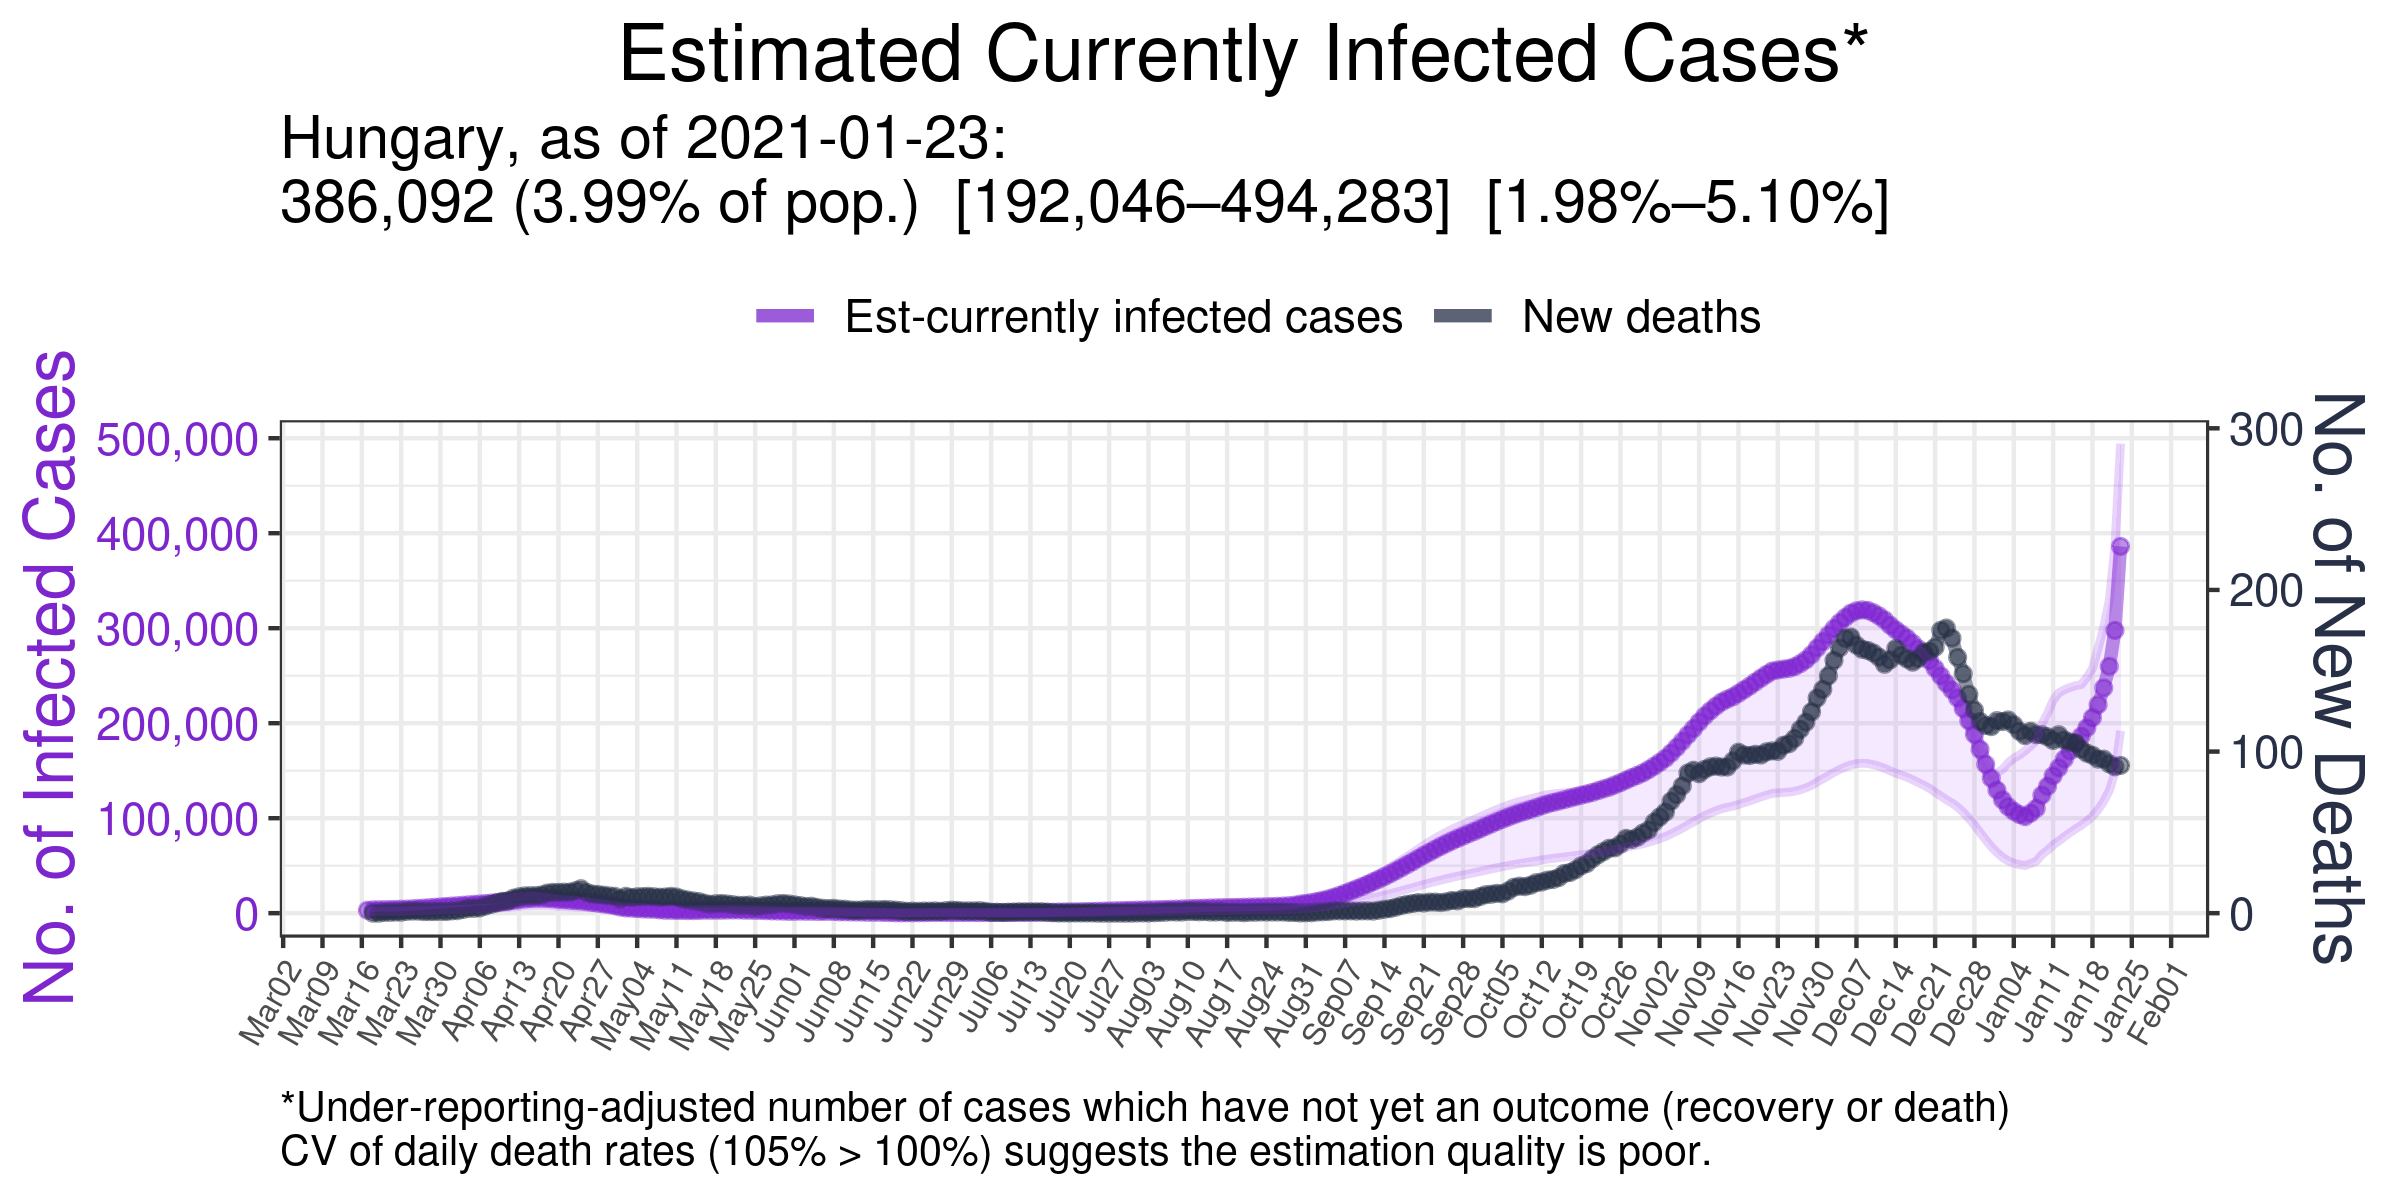 Estimated Currently Infected Cases*
Hungary, as of 2021-01-23:
386,092 (3.99% of pop.)  [192,046–494,283]  [1.98%–5.10%]
Est-currently infected cases
New deaths
No. of Infected Cases
500,000
400,000
300,000
200,000
100,000
0
300
200
100
0
No. of New Deaths
Mar02
Mar09
Mar16
Mar23
Mar30
Apr06
Apr13
Apr20
Apr27
May04
May11
May18
May25
Jun01
Jun08
Jun15
Jun22
Jun29
Jul06
Jul13
Jul20
Jul27
Aug03
Aug10
Aug17
Aug24
Aug31
Sep07
Sep14
Sep21
Sep28
Oct05
Oct12
Oct19
Oct26
Nov02
Nov09
Nov16
Nov23
Nov30
Dec07
Dec14
Dec21
Dec28
Jan04
Jan11
Jan18
Jan25
Feb01
*Under-reporting-adjusted number of cases which have not yet an outcome (recovery or death)
CV of daily death rates (105% > 100%) suggests the estimation quality is poor.